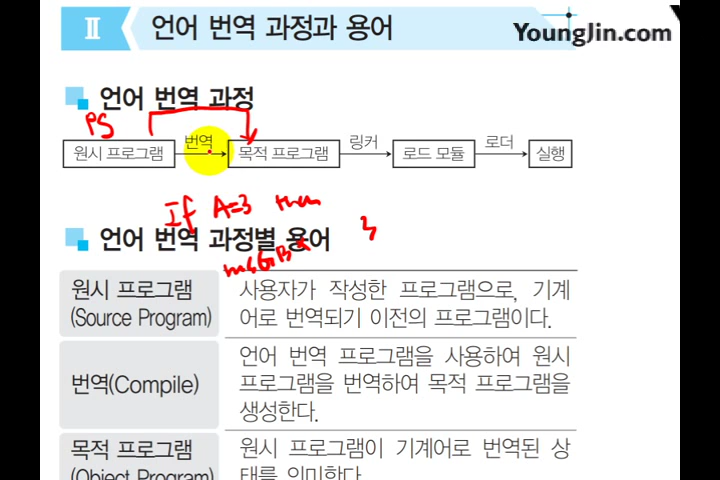 Ⅱ 언어 번역 과정과 용어
YoungJin.com
언어 번역 과정
PS
원시 프로그램 번역 목적 프로그램 링커 로드 모듈 로더 실행
If A=3 then
언어 번역 과정별 용어
3
원시 프로그램
(Source Program)
사용자가 작성한 프로그램으로, 기계
어로 번역되기 이전의 프로그램이다.
번역(Compile)
언어 번역 프로그램을 사용하여 원시
프로그램을 번역하여 목적 프로그램을
생성한다.
목적 프로그램
(Object Program)
원시 프로그램이 기계어로 번역된 상
태를 의미한다.